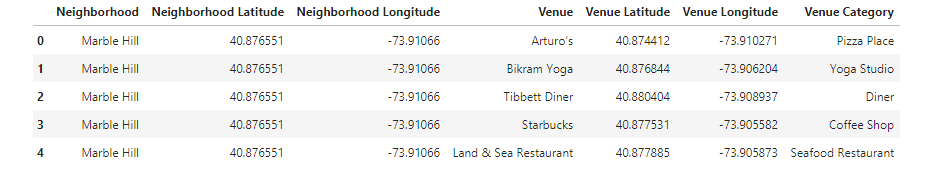 Neighborhood Neighborhood Latitude Neighborhood Longitude Venue Venue Latitude Venue Longitude Venue Category
0 Marble Hill 40.876551 -73.91066 Arturo's 40.874412 -73.910271 Pizza Place
1 Marble Hill 40.876551 -73.91066 Bikram Yoga 40.876844 -73.906204 Yoga Studio
2 Marble Hill 40.876551 -73.91066 Tibbett Diner 40.880404 -73.908937 Diner
3 Marble Hill 40.876551 -73.91066 Starbucks 40.877531 -73.905582 Coffee Shop
4 Marble Hill 40.876551 -73.91066 Land & Sea Restaurant 40.877885 -73.905873 Seafood Restaurant